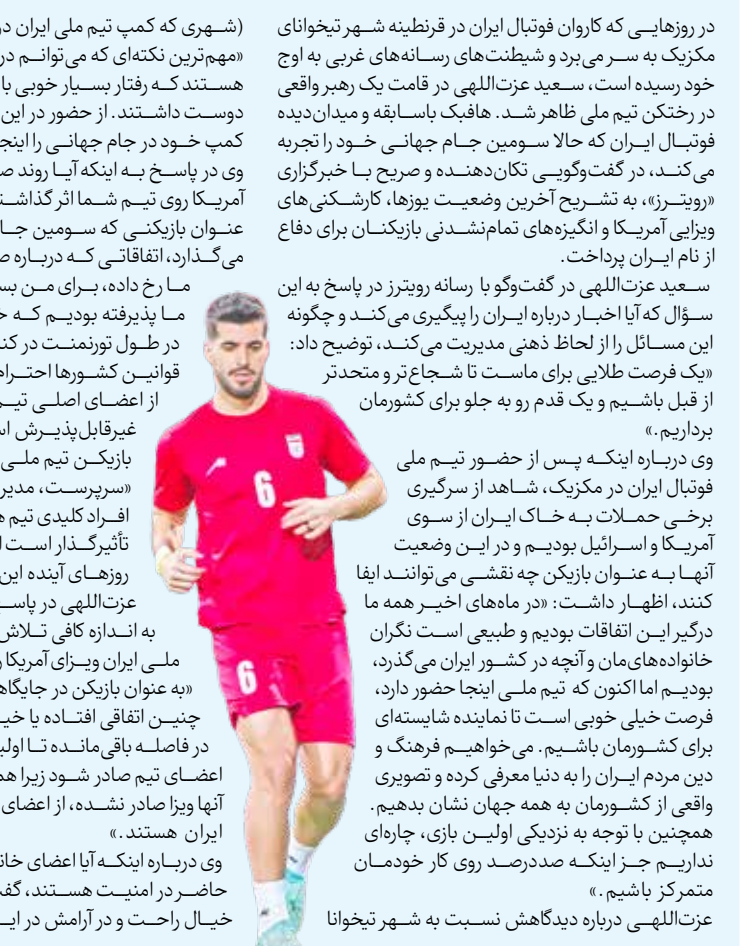 در روزهایی که کاروان فوتبال ایران در قرنطینه شهر تیخوانای
مکزیک به سر می‌برد و شیطنت‌های رسانه‌های غربی به اوج
خود رسیده است، سعید عزت‌اللهی در قامت یک رهبر واقعی
در رختکن تیم ملی ظاهر شد. هافبک باسابقه و میدان‌دیده
فوتبال ایران که حالا سومین جام جهانی خود را تجربه
می‌کند، در گفت‌وگویی تکان‌دهنده و صریح با خبرگزاری
«رویترز»، به تشریح آخرین وضعیت یوزها، کارشکنی‌های
ویزایی آمریکا و انگیزه‌های تمام‌نشدنی بازیکنان برای دفاع
از نام ایران پرداخت.
سعید عزت‌اللهی در گفت‌وگو با رسانه رویترز در پاسخ به این
سؤال که آیا اخبار درباره ایران را پیگیری می‌کند و چگونه
این مسائل را از لحاظ ذهنی مدیریت می‌کند، توضیح داد:
«یک فرصت طلایی برای ماست تا شجاع‌تر و متحدتر
از قبل باشیم و یک قدم رو به جلو برای کشورمان
برداریم.»
وی درباره اینکه پس از حضور تیم ملی
فوتبال ایران در مکزیک، شاهد از سرگیری
برخی حملات به خاک ایران از سوی
آمریکا و اسرائیل بودیم و در این وضعیت
آنها به عنوان بازیکن چه نقشی می‌توانند ایفا
کنند، اظهار داشت: «در ماه‌های اخیر همه ما
درگیر این اتفاقات بودیم و طبیعی است نگران
خانواده‌های‌مان و آنچه در کشور ایران می‌گذرد،
بودیم اما اکنون که تیم ملی اینجا حضور دارد،
فرصت خیلی خوبی است تا نماینده شایسته‌ای
برای کشورمان باشیم. می‌خواهیم فرهنگ و
دین مردم ایران را به دنیا معرفی کرده و تصویری
واقعی از کشورمان به همه جهان نشان بدهیم.
همچنین با توجه به نزدیکی اولین بازی، چاره‌ای
نداریم جز اینکه صددرصد روی کار خودمان
متمرکز باشیم.»
عزت‌اللهی درباره دیدگاهش نسبت به شهر تیخوانا
(شهری که کمپ تیم ملی ایران در
«مهم‌ترین نکته‌ای که می‌توانم در
هستند که رفتار بسیار خوبی با
دوست داشتند. از حضور در این
کمپ خود در جام جهانی را اینجا
وی در پاسخ به اینکه آیا روند
آمریکا روی تیم شما اثر
عنوان بازیکنی که سومین
می‌گذارد، اتفاقاتی که درباره
ما رخ داده، برای من
ما پذیرفته بودیم که
در طول تورنمنت در
قوانین کشورها
از اعضای اصلی
غیرقابل‌پذیرش
بازیکن تیم ملی
«سرپرست، مدیر
افراد کلیدی تیم
تأثیرگذار است
روزهای آینده این
عزت‌اللهی در
به اندازه کافی تلاش
ملی ایران ویزای آمریکا
«به عنوان بازیکن در
چنین اتفاقی افتاده یا
در فاصله باقی‌مانده تا
اعضای تیم صادر شود زیرا
آنها ویزا صادر نشده، از اعضای
ایران هستند.»
وی درباره اینکه آیا اعضای
حاضر در امنیت هستند،
خیال راحت و در آرامش در
6
6